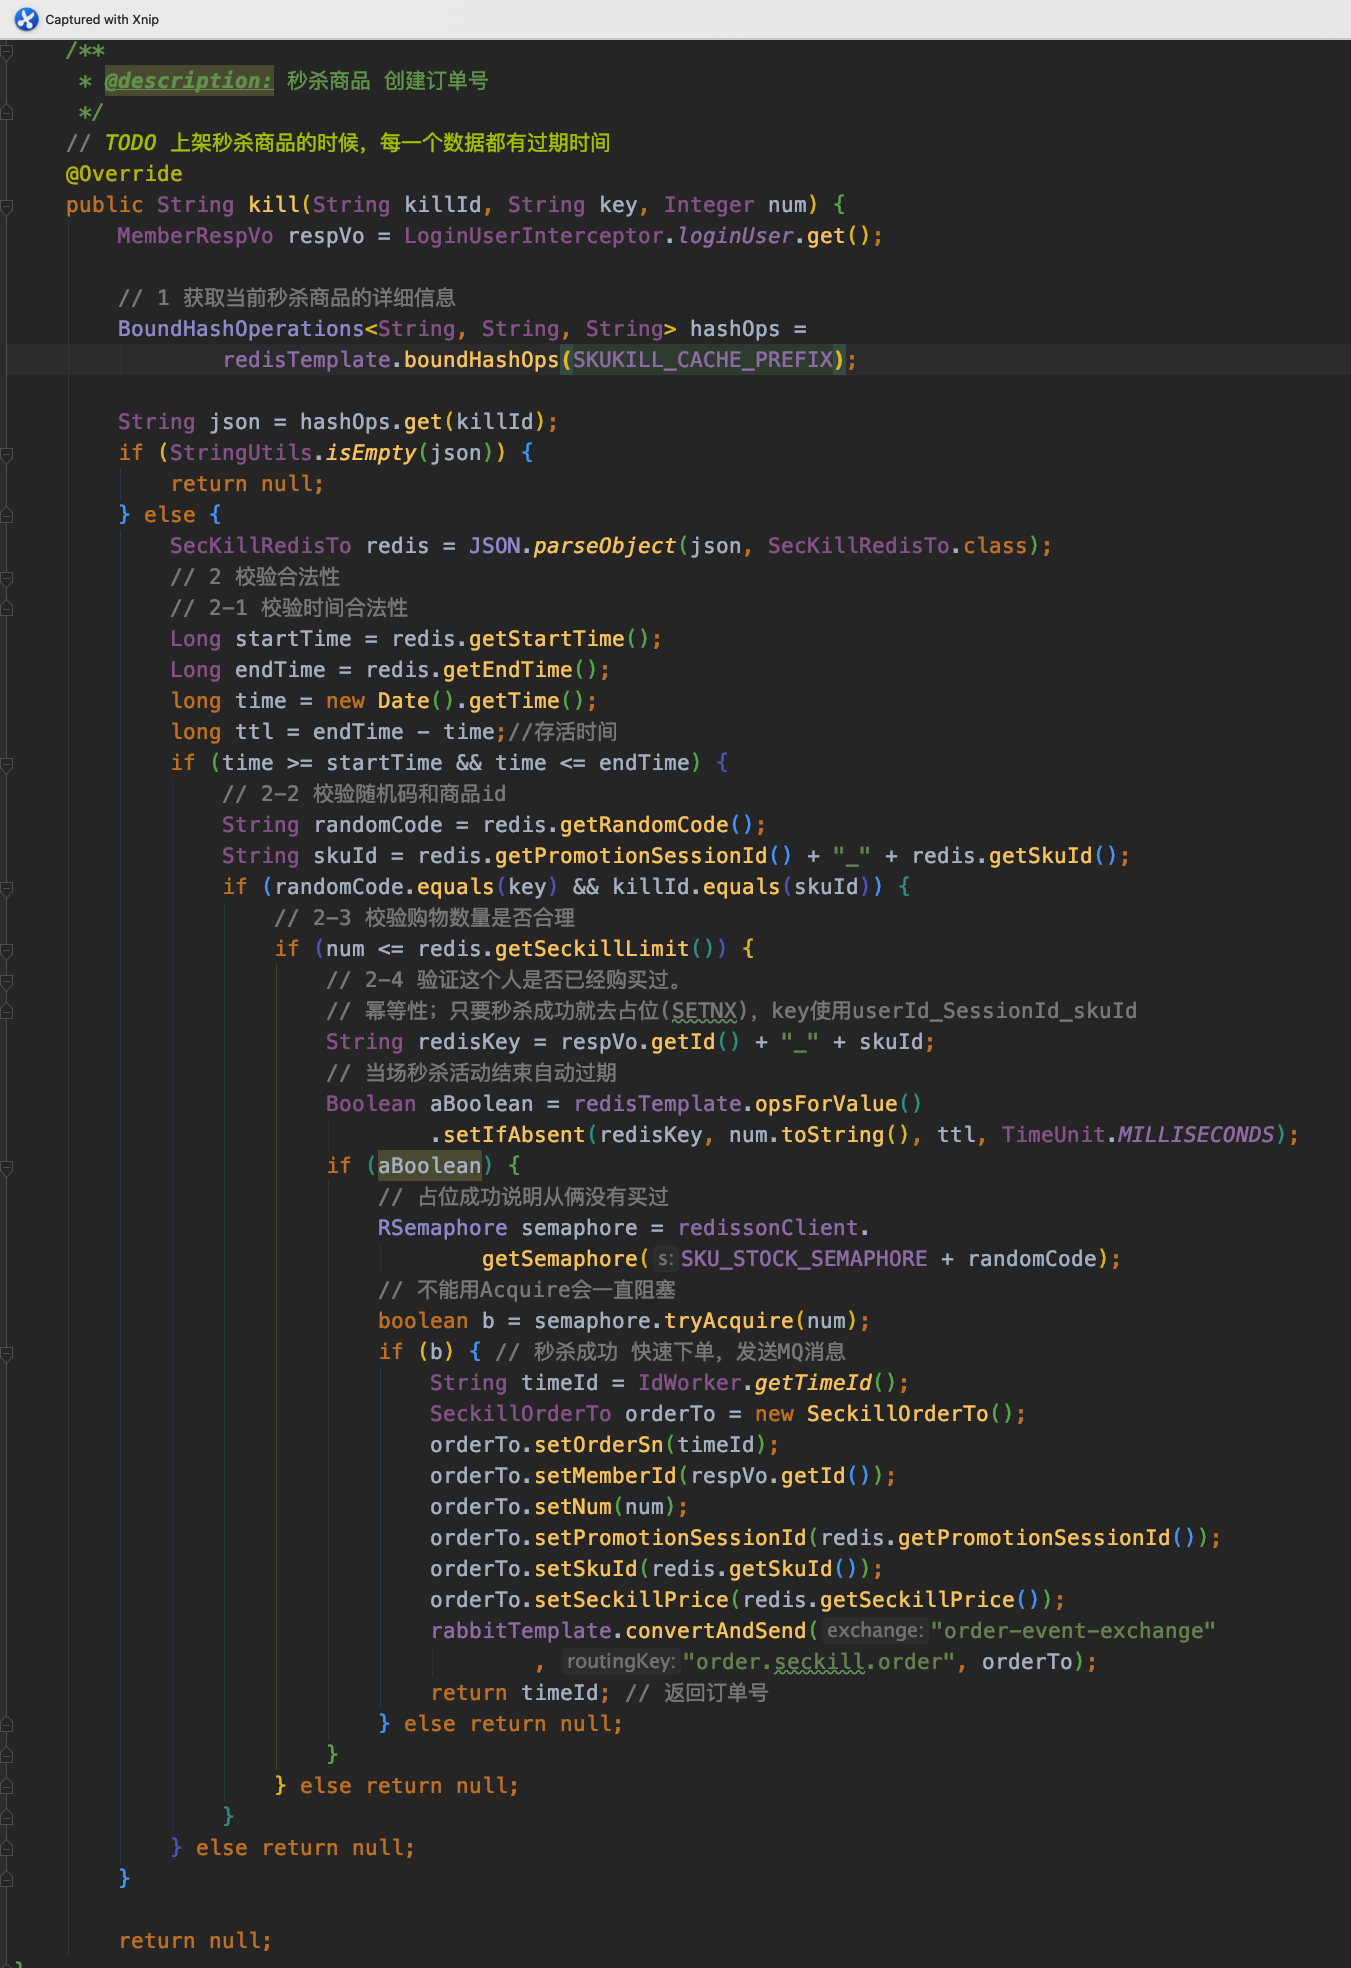 Captured with Xnip
/**
* @description: 秒杀商品 创建订单号
*/
// TODO 上架秒杀商品的时候，每一个数据都有过期时间
@Override
public String kill(String killId, String key, Integer num) {
MemberRespVo respVo = LoginUserInterceptor.loginUser.get();
// 1 获取当前秒杀商品的详细信息
BoundHashOperations<String, String, String> hashOps =
redisTemplate.boundHashOps(SKUKILL_CACHE_PREFIX);
String json = hashOps.get(killId);
if (StringUtils.isEmpty(json)) {
return null;
} else {
SecKillRedisTo redis = JSON.parseObject(json, SecKillRedisTo.class);
// 2 校验合法性
// 2-1 校验时间合法性
Long startTime = redis.getStartTime();
Long endTime = redis.getEndTime();
long time = new Date().getTime();
long ttl = endTime - time;//存活时间
if (time >= startTime && time <= endTime) {
// 2-2 校验随机码和商品id
String randomCode = redis.getRandomCode();
String skuId = redis.getPromotionSessionId() + "_" + redis.getSkuId();
if (randomCode.equals(key) && killId.equals(skuId)) {
// 2-3 校验购物数量是否合理
if (num <= redis.getSeckillLimit()) {
// 2-4 验证这个人是否已经购买过。
// 幂等性；只要秒杀成功就去占位(SETNX)，key使用userId_SessionId_skuId
String redisKey = respVo.getId() + "_" + skuId;
// 当场秒杀活动结束自动过期
Boolean aBoolean = redisTemplate.opsForValue()
.setIfAbsent(redisKey, num.toString(), ttl, TimeUnit.MILLISECONDS);
if (aBoolean) {
// 占位成功说明从俩没有买过
RSemaphore semaphore = redissonClient.
getSemaphore( s: SKU_STOCK_SEMAPHORE + randomCode);
// 不能用Acquire会一直阻塞
boolean b = semaphore.tryAcquire(num);
if (b) { // 秒杀成功 快速下单，发送MQ消息
String timeId = IdWorker.getTimeId();
SeckillOrderTo orderTo = new SeckillOrderTo();
orderTo.setOrderSn(timeId);
orderTo.setMemberId(respVo.getId());
orderTo.setNum(num);
orderTo.setPromotionSessionId(redis.getPromotionSessionId());
orderTo.setSkuId(redis.getSkuId());
orderTo.setSeckillPrice(redis.getSeckillPrice());
rabbitTemplate.convertAndSend( exchange: "order-event-exchange"
, routingKey: "order.seckill.order", orderTo);
return timeId; // 返回订单号
} else return null;
}
} else return null;
}
} else return null;
}
return null;
}